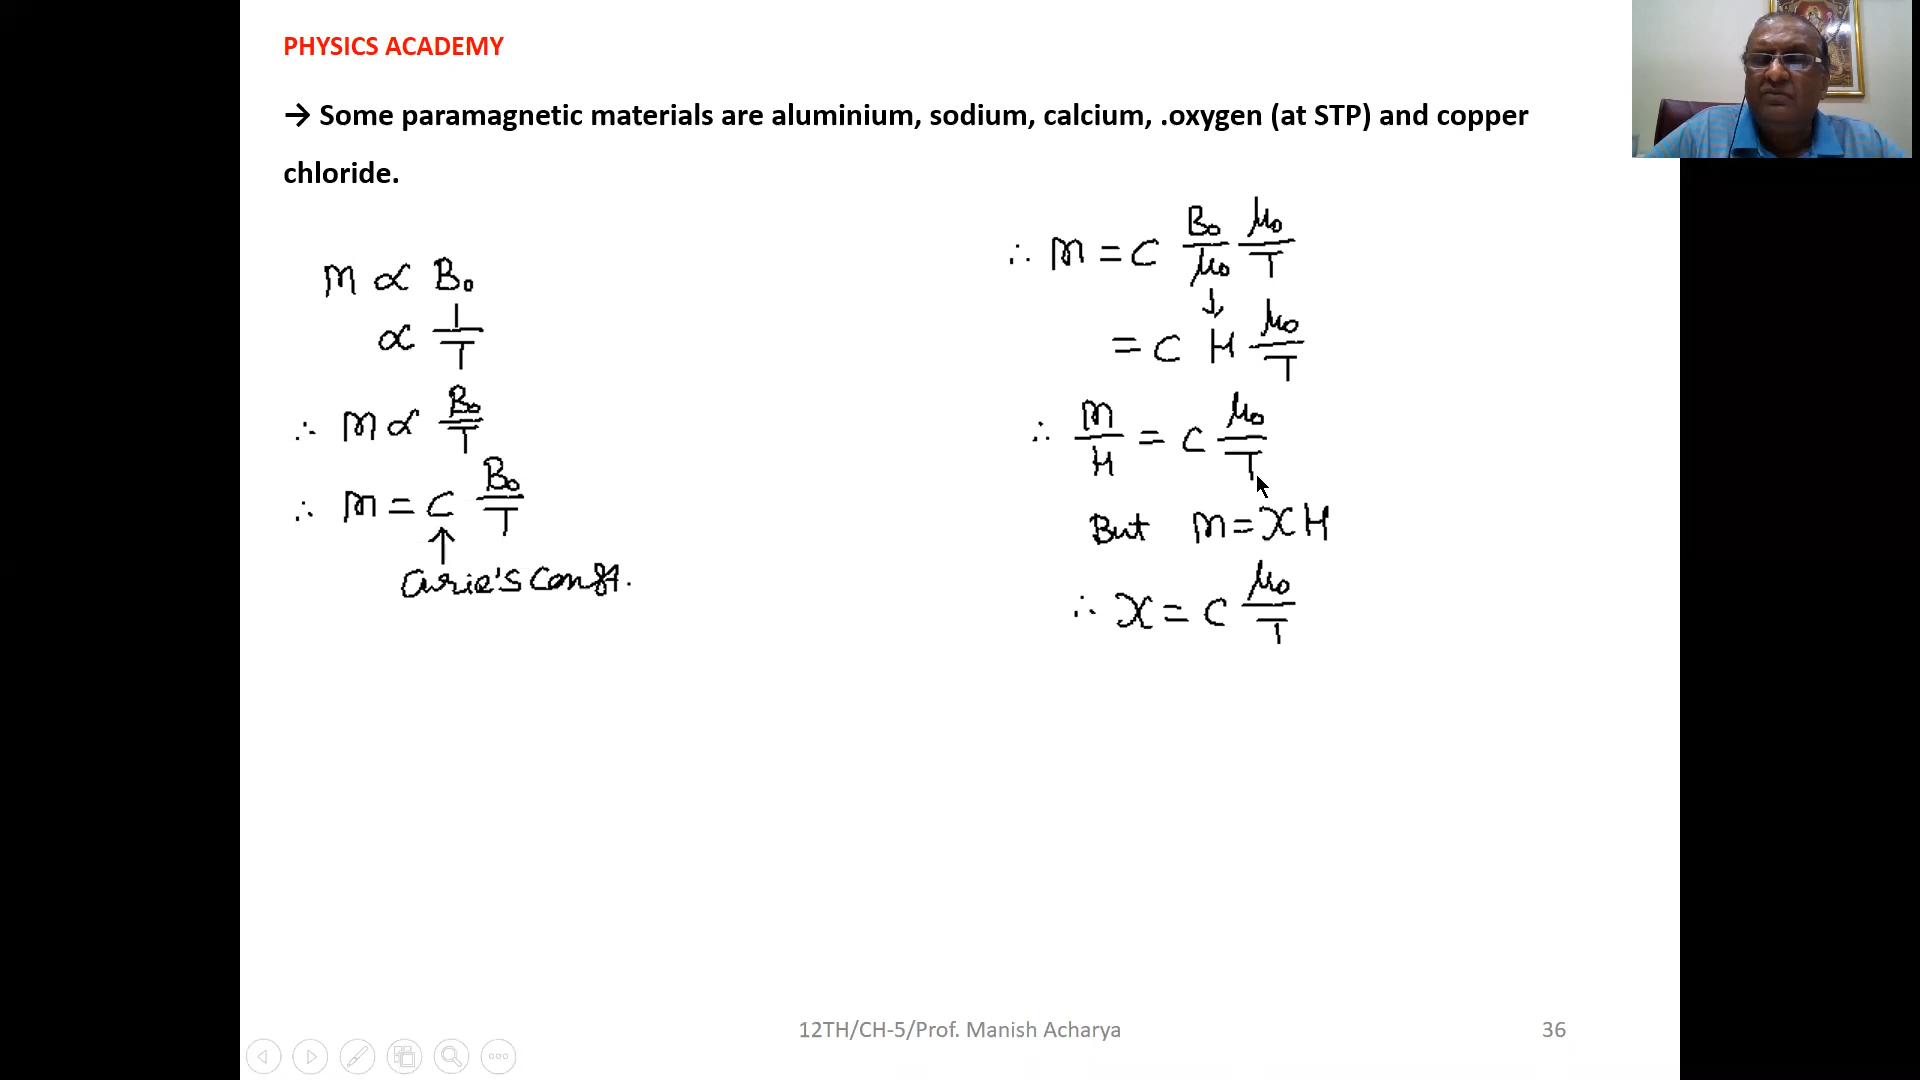 PHYSICS ACADEMY
→ Some paramagnetic materials are aluminium, sodium, calcium, .oxygen (at STP) and copper
chloride.
M ∝ B₀
∝ 1/T
∴ M ∝ B₀/T
∴ M = C B₀/T
↑
Curie's Const.
∴ M = C B₀/μ₀ μ₀/T
↓
= C H μ₀/T
∴ M/H = C μ₀/T
But M = χH
∴ χ = C μ₀/T
12TH/CH-5/Prof. Manish Acharya
36